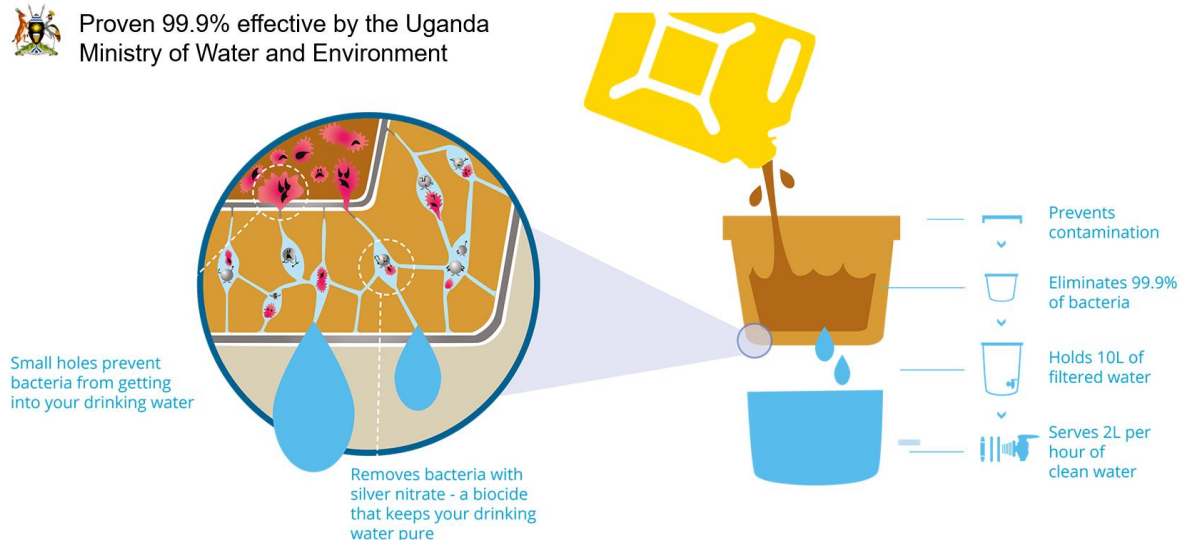 Proven 99.9% effective by the Uganda
Ministry of Water and Environment
Small holes prevent
bacteria from getting
into your drinking water
Removes bacteria with
silver nitrate - a biocide
that keeps your drinking
water pure
Prevents
contamination
Eliminates 99.9%
of bacteria
Holds 10L of
filtered water
Serves 2L per
hour of
clean water